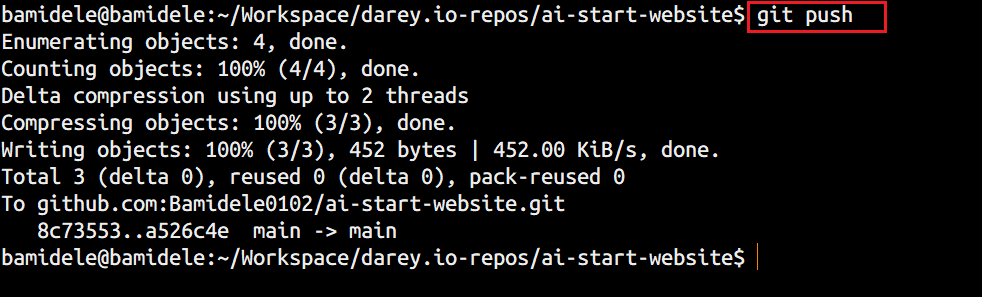 bamidele@bamidele:~/Workspace/darey.io-repos/ai-start-website$ git push
Enumerating objects: 4, done.
Counting objects: 100% (4/4), done.
Delta compression using up to 2 threads
Compressing objects: 100% (3/3), done.
Writing objects: 100% (3/3), 452 bytes | 452.00 KiB/s, done.
Total 3 (delta 0), reused 0 (delta 0), pack-reused 0
To github.com:Bamidele0102/ai-start-website.git
   8c73553..a526c4e  main -> main
bamidele@bamidele:~/Workspace/darey.io-repos/ai-start-website$